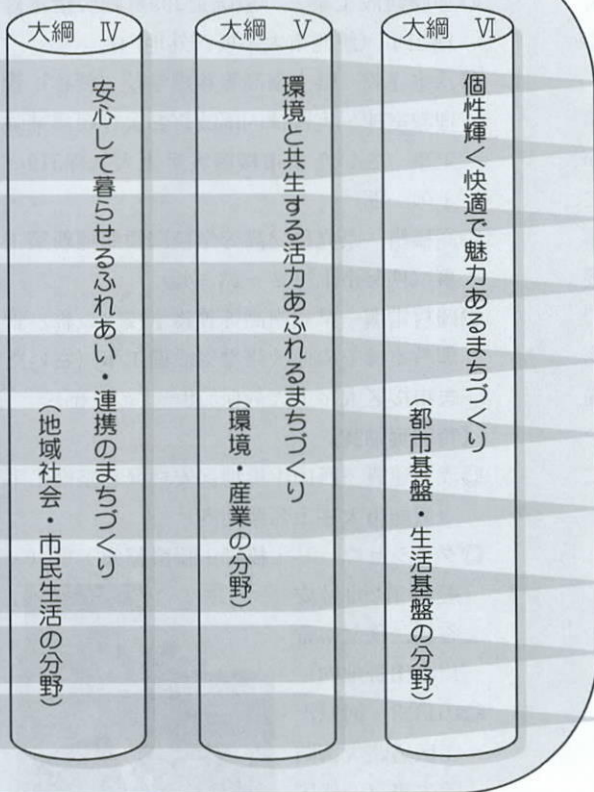 大綱 Ⅳ
安心して暮らせるふれあい・連携のまちづくり
(地域社会・市民生活の分野)
大綱 Ⅴ
環境と共生する活力あふれるまちづくり
(環境・産業の分野)
大綱 Ⅵ
個性輝く快適で魅力あるまちづくり
(都市基盤・生活基盤の分野)